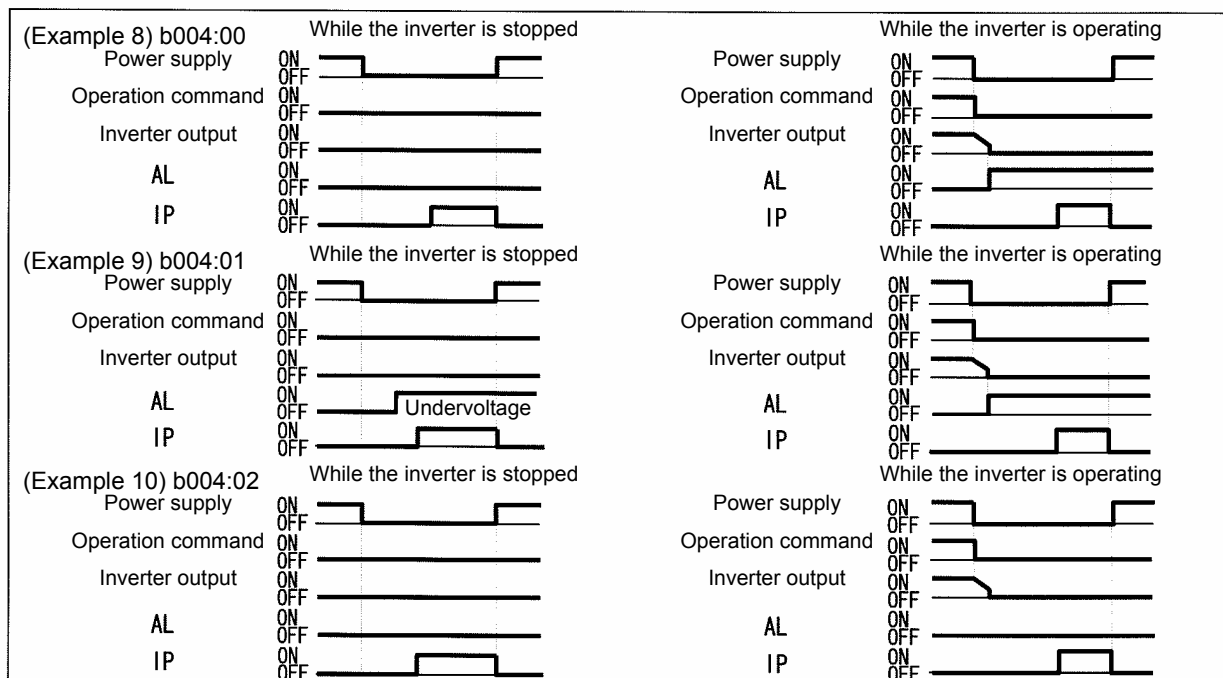 (Example 8) b004:00
While the inverter is stopped
Power supply ON OFF
Operation command ON OFF
Inverter output ON OFF
AL ON OFF
IP ON OFF
While the inverter is operating
Power supply ON OFF
Operation command ON OFF
Inverter output ON OFF
AL ON OFF
IP ON OFF
(Example 9) b004:01
While the inverter is stopped
Power supply ON OFF
Operation command ON OFF
Inverter output ON OFF
AL ON OFF
Undervoltage
IP ON OFF
While the inverter is operating
Power supply ON OFF
Operation command ON OFF
Inverter output ON OFF
AL ON OFF
IP ON OFF
(Example 10) b004:02
While the inverter is stopped
Power supply ON OFF
Operation command ON OFF
Inverter output ON OFF
AL ON OFF
IP ON OFF
While the inverter is operating
Power supply ON OFF
Operation command ON OFF
Inverter output ON OFF
AL ON OFF
IP ON OFF